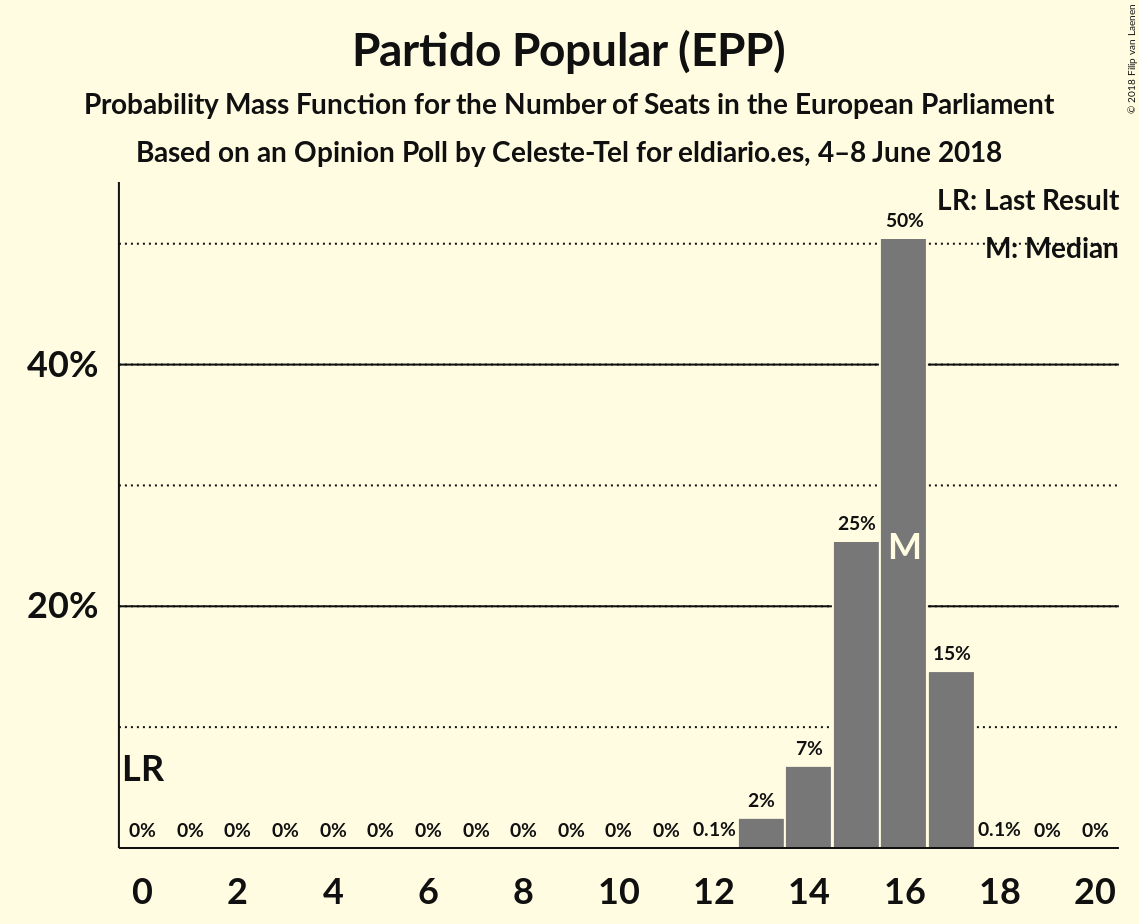 Partido Popular (EPP)
Probability Mass Function for the Number of Seats in the European Parliament
Based on an Opinion Poll by Celeste-Tel for eldiario.es, 4–8 June 2018
© 2018 Filip van Laenen
LR: Last Result
M: Median
50%
40%
25%
M
20%
15%
7%
LR
2%
0% 0% 0% 0% 0% 0% 0% 0% 0% 0% 0% 0% 0.1% 0.1% 0% 0%
0 2 4 6 8 10 12 14 16 18 20